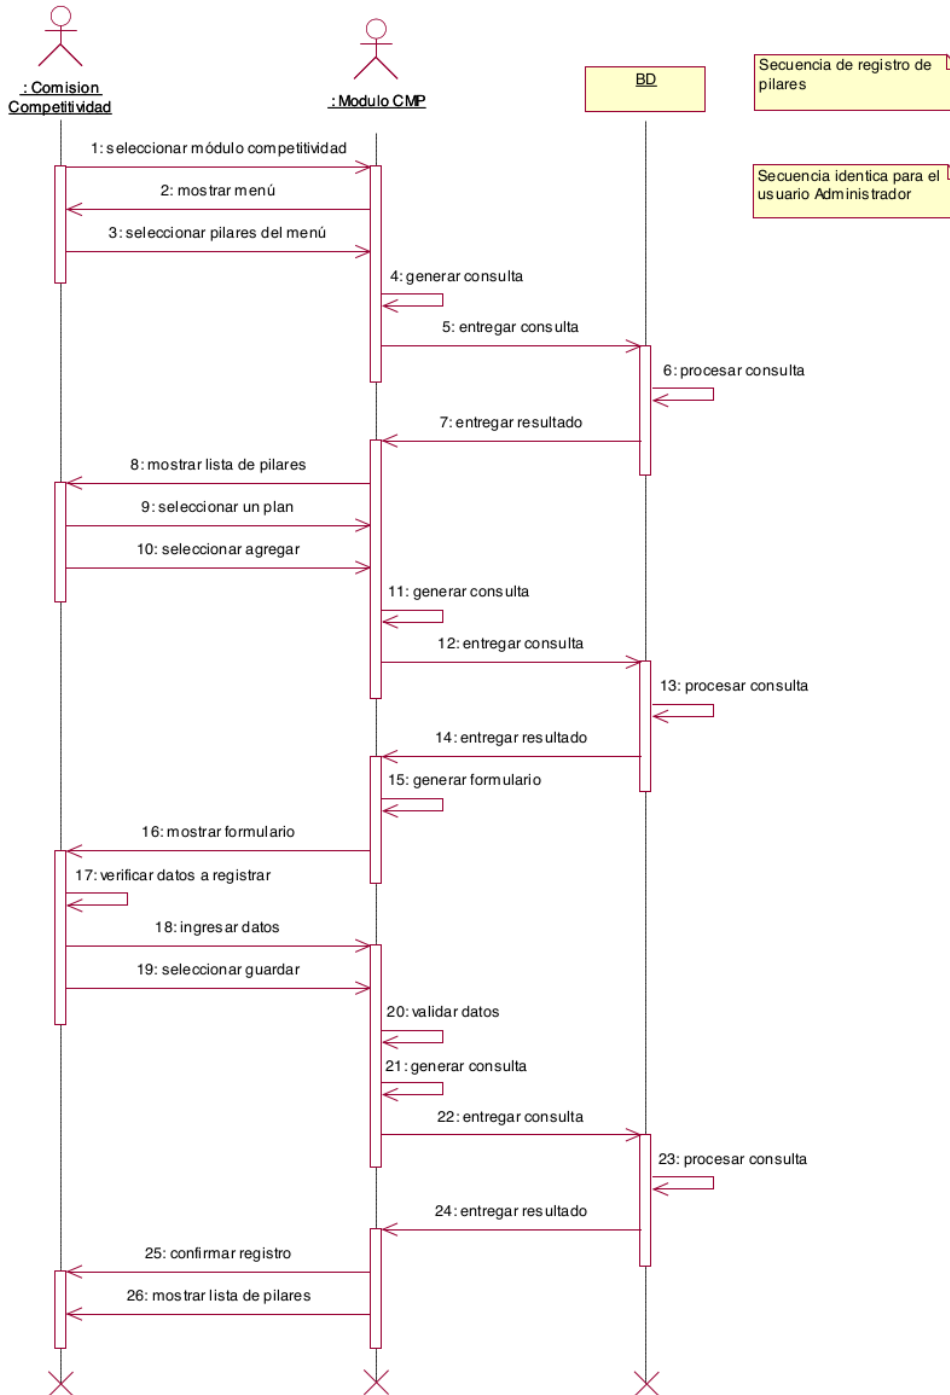 : Comision
Competitividad
: Modulo CMP
BD
Secuencia de registro de
pilares
Secuencia identica para el
usuario Administrador
1: seleccionar módulo competitividad
2: mostrar menú
3: seleccionar pilares del menú
4: generar consulta
5: entregar consulta
6: procesar consulta
7: entregar resultado
8: mostrar lista de pilares
9: seleccionar un plan
10: seleccionar agregar
11: generar consulta
12: entregar consulta
13: procesar consulta
14: entregar resultado
15: generar formulario
16: mostrar formulario
17: verificar datos a registrar
18: ingresar datos
19: seleccionar guardar
20: validar datos
21: generar consulta
22: entregar consulta
23: procesar consulta
24: entregar resultado
25: confirmar registro
26: mostrar lista de pilares